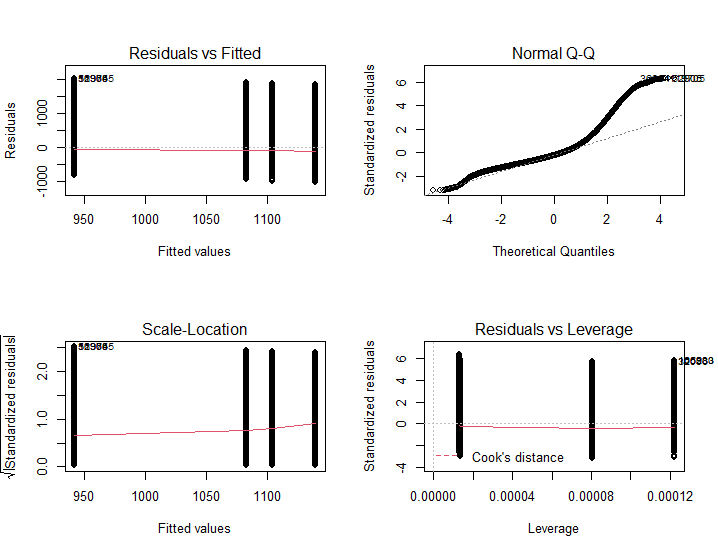 Residuals vs Fitted
Residuals
-1000
0
1000
950
1000
1050
1100
Fitted values
Normal Q-Q
Standardized residuals
-2
0
2
4
6
-4
-2
0
2
4
Theoretical Quantiles
Scale-Location
√|Standardized residuals|
0.0
1.0
2.0
950
1000
1050
1100
Fitted values
Residuals vs Leverage
Standardized residuals
-4
0
2
4
6
Cook's distance
0.00000
0.00004
0.00008
0.00012
Leverage